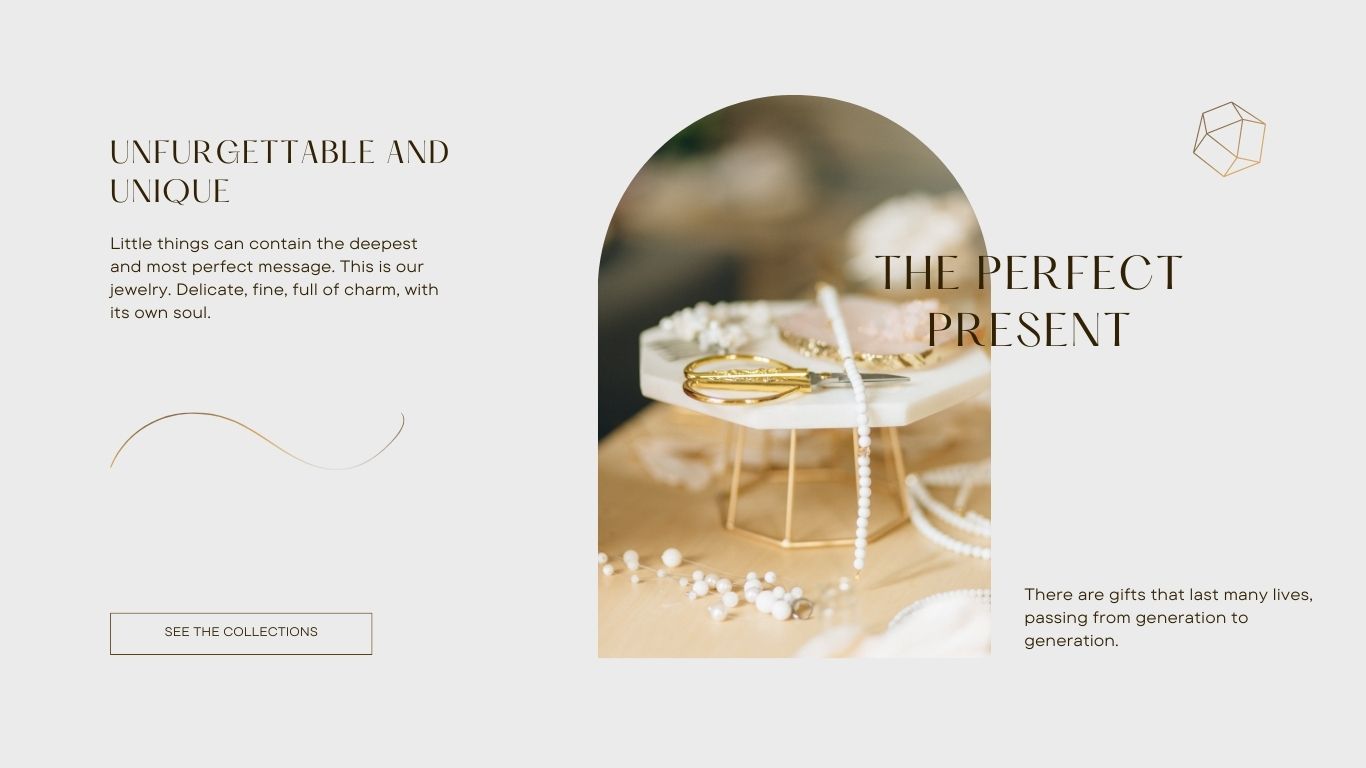 UNFURGETTABLE AND
UNIQUE
Little things can contain the deepest
and most perfect message. This is our
jewelry. Delicate, fine, full of charm, with
its own soul.
SEE THE COLLECTIONS
THE PERFECT
PRESENT
There are gifts that last many lives,
passing from generation to
generation.